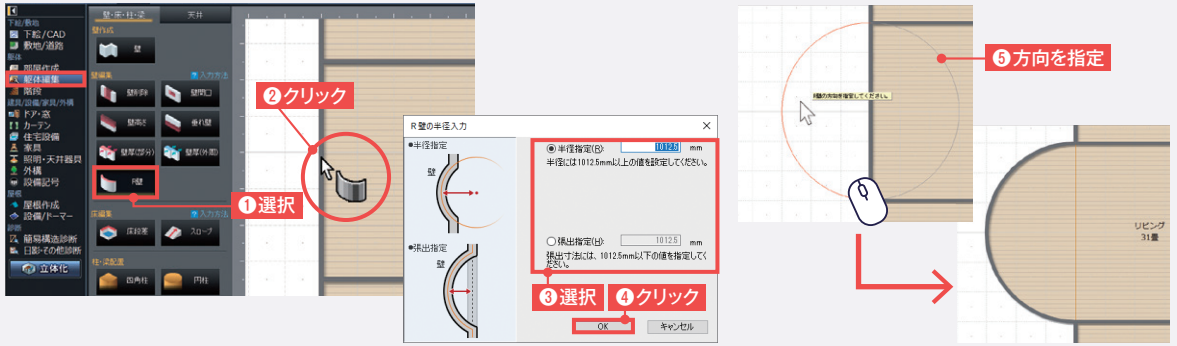 下絵/敷地
下絵/CAD
敷地/道路
躯体
部屋作成
躯体編集
階段
建具/設備/家具/外構
ドア・窓
カーテン
住宅設備
家具
照明・天井器具
外構
設備記号
屋根
屋根作成
設備/ドーマー
診断
簡易構造診断
日影・その他診断
立体化
壁・床・柱・梁
天井
壁作成
壁
壁編集
? 入力方法
壁削除
壁開口
壁高さ
垂れ壁
壁厚(部分)
壁厚(外周)
R壁
❶選択
床編集
? 入力方法
床段差
スロープ
柱・梁配置
四角柱
円柱
❷クリック
R壁の半径入力
●半径指定
壁
●張出指定
壁
半径指定(R):
1012.5 mm
半径には1012.5mm以上の値を設定してください。
張出指定(H):
1012.5 mm
張出寸法には、1012.5mm以下の値を指定してく
ださい。
❸選択
❹クリック
OK
キャンセル
R壁の方向を指定してください。
❺方向を指定
リビング
31畳